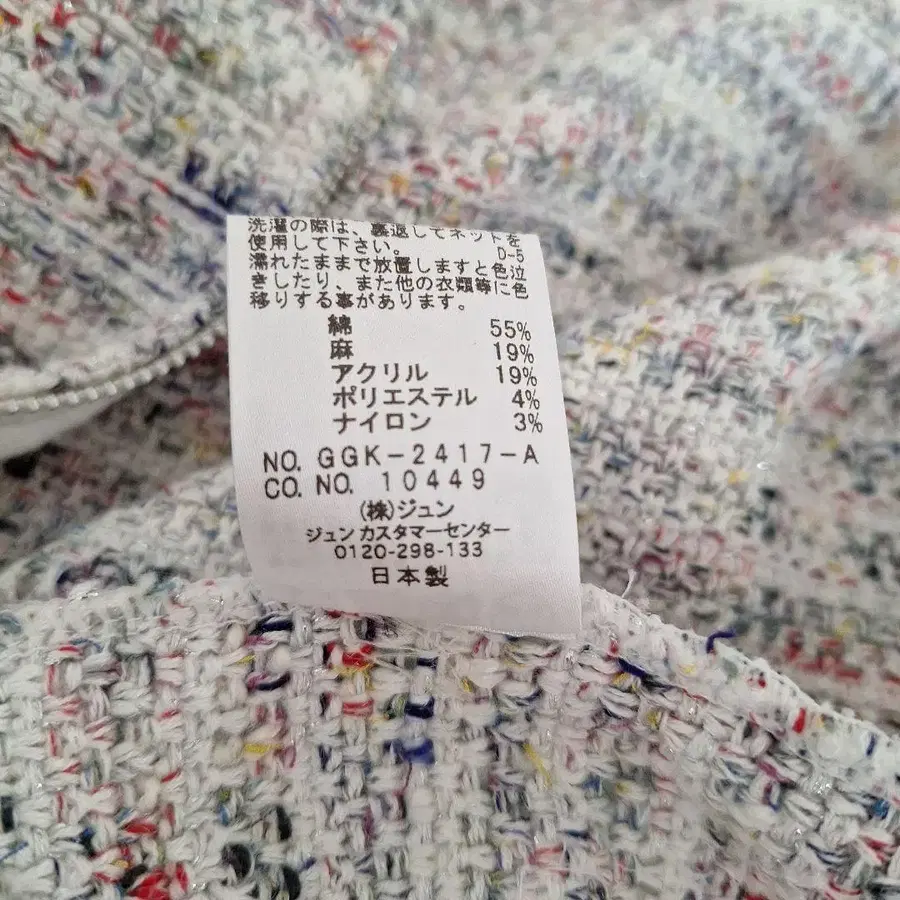 洗濯の際は、裏返してネットを
使用して下さい。 D-5
濡れたままで放置しますと色泣
きしたり、また他の衣類等に色
移りする事があります。
綿 55%
麻 19%
アクリル 19%
ポリエステル 4%
ナイロン 3%
NO. GGK-2417-A
CO. NO. 10449
(株)ジュン
ジュン カスタマーセンター
0120-298-133
日本製